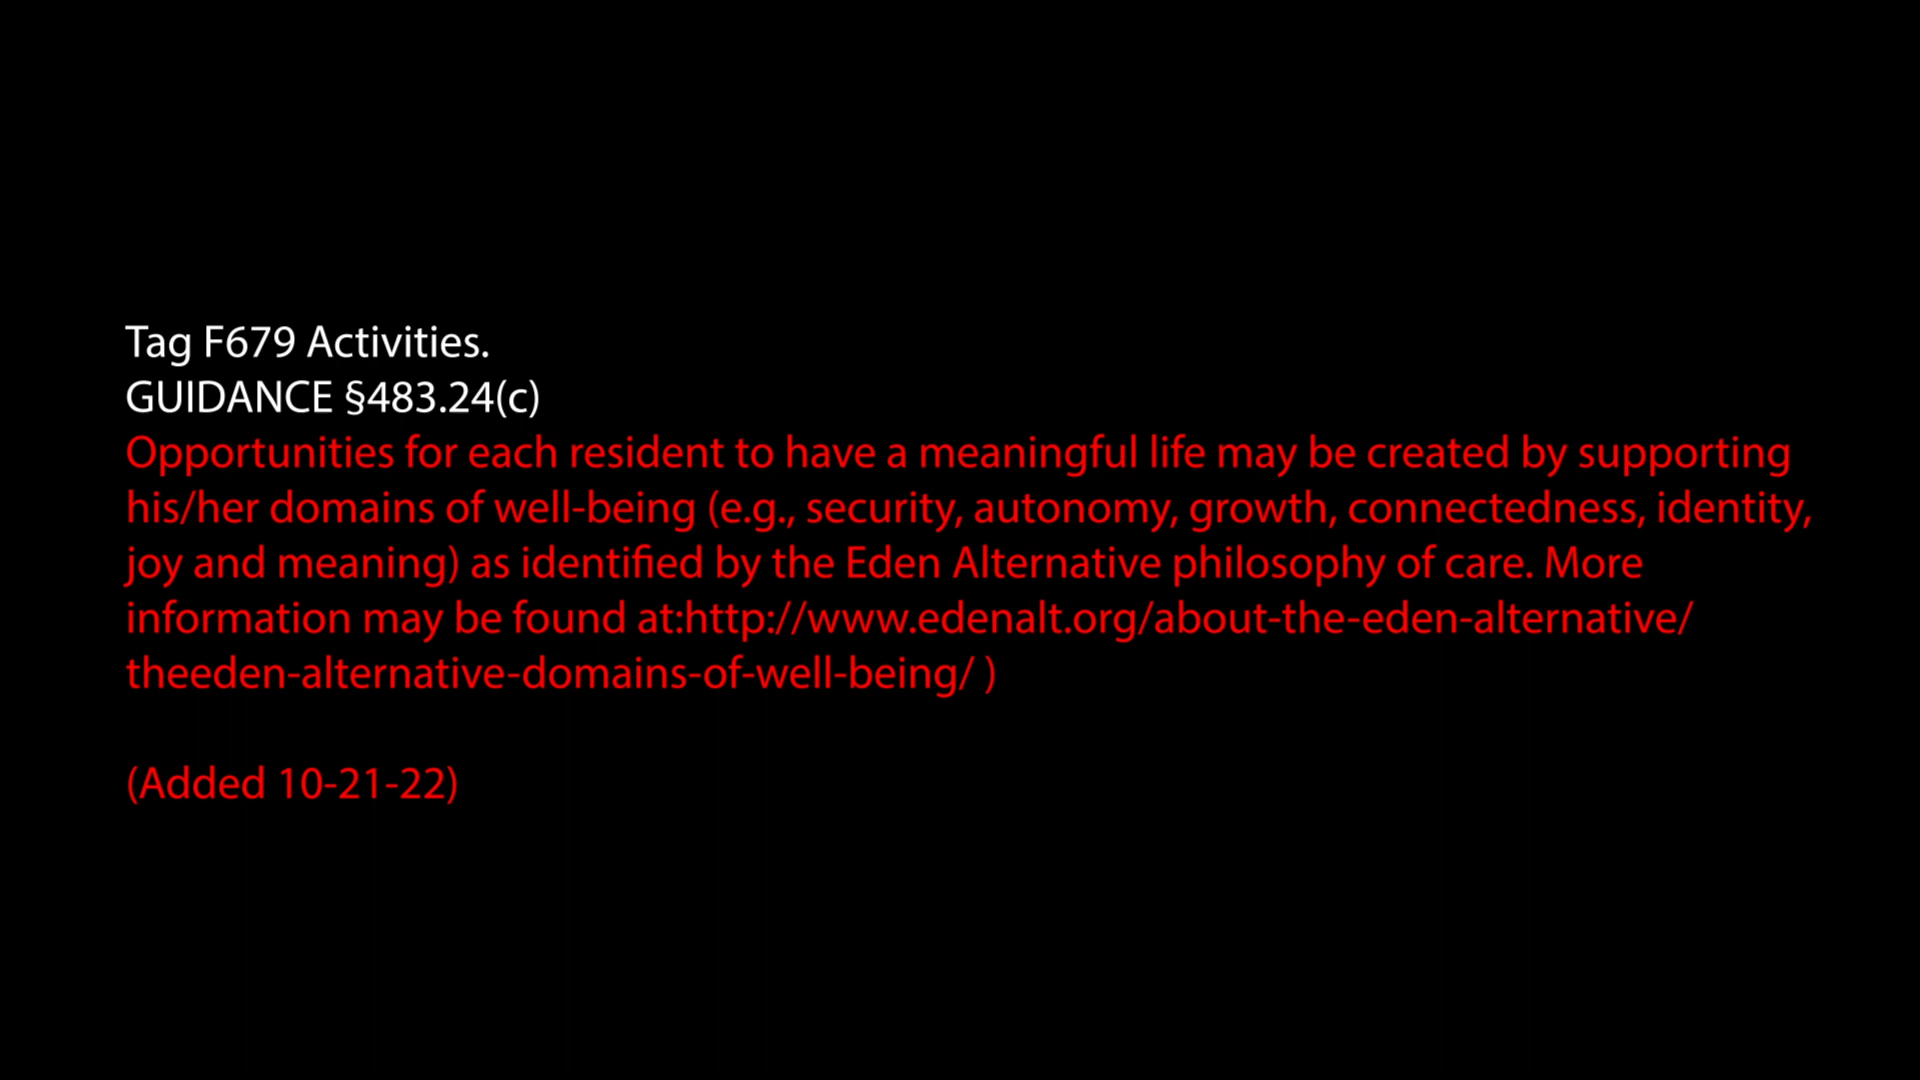 Tag F679 Activities.
GUIDANCE §483.24(c)
Opportunities for each resident to have a meaningful life may be created by supporting
his/her domains of well-being (e.g., security, autonomy, growth, connectedness, identity,
joy and meaning) as identified by the Eden Alternative philosophy of care. More
information may be found at:http://www.edenalt.org/about-the-eden-alternative/
theeden-alternative-domains-of-well-being/ )
(Added 10-21-22)